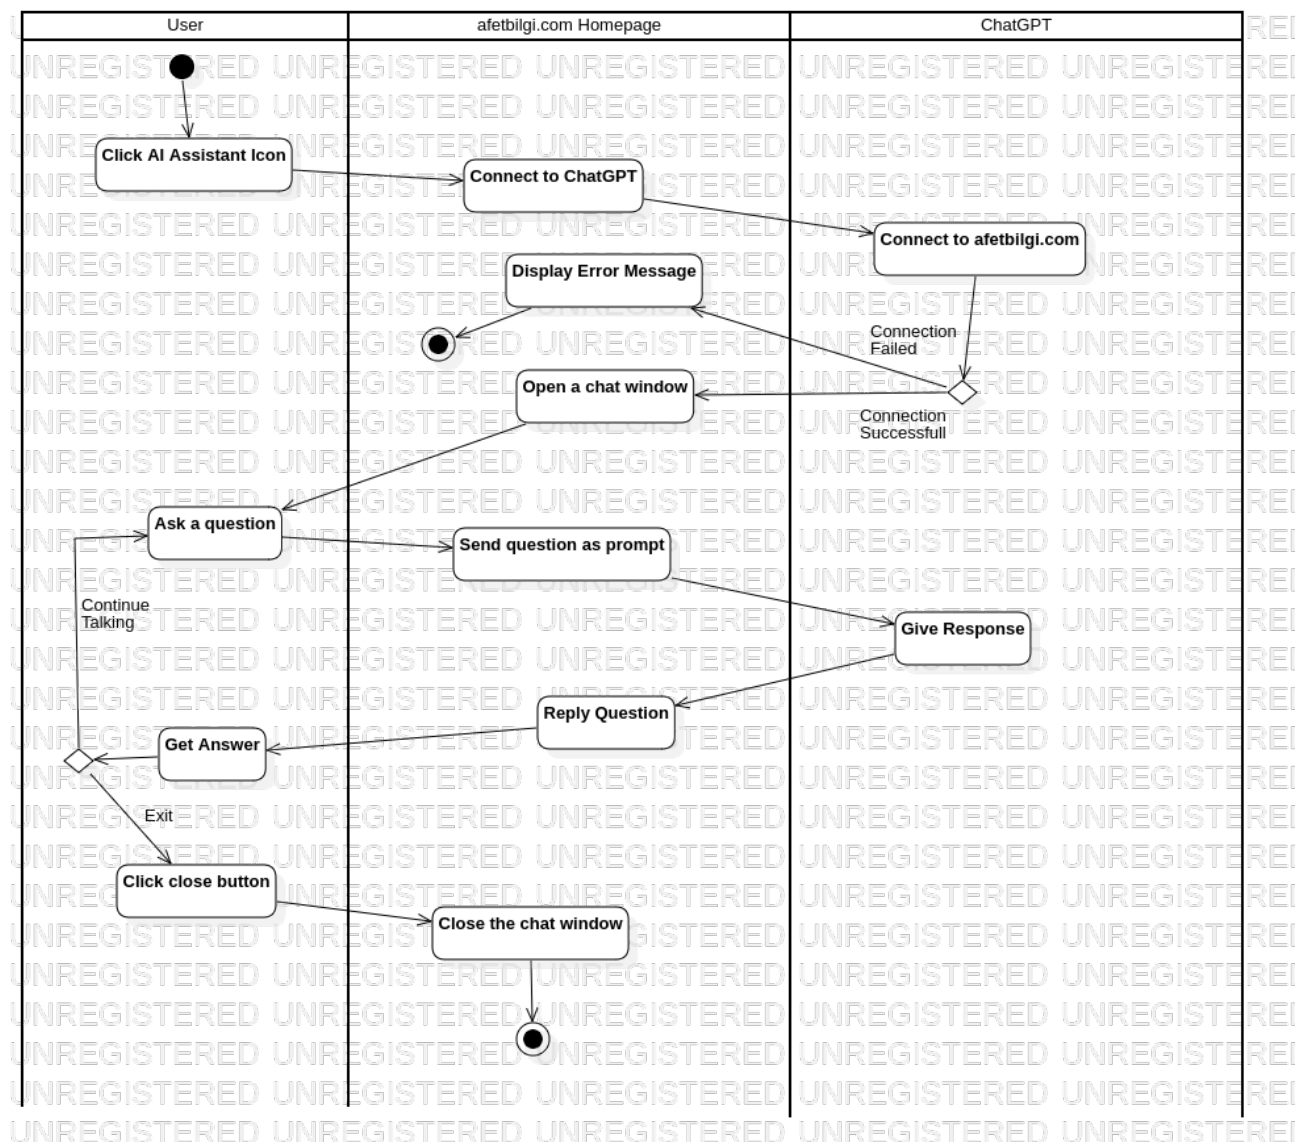 User
afetbilgi.com Homepage
ChatGPT
Click AI Assistant Icon
Connect to ChatGPT
Connect to afetbilgi.com
Display Error Message
Connection
Failed
Open a chat window
Connection
Successfull
Ask a question
Send question as prompt
Continue
Talking
Give Response
Reply Question
Get Answer
Exit
Click close button
Close the chat window
UNREGISTERED